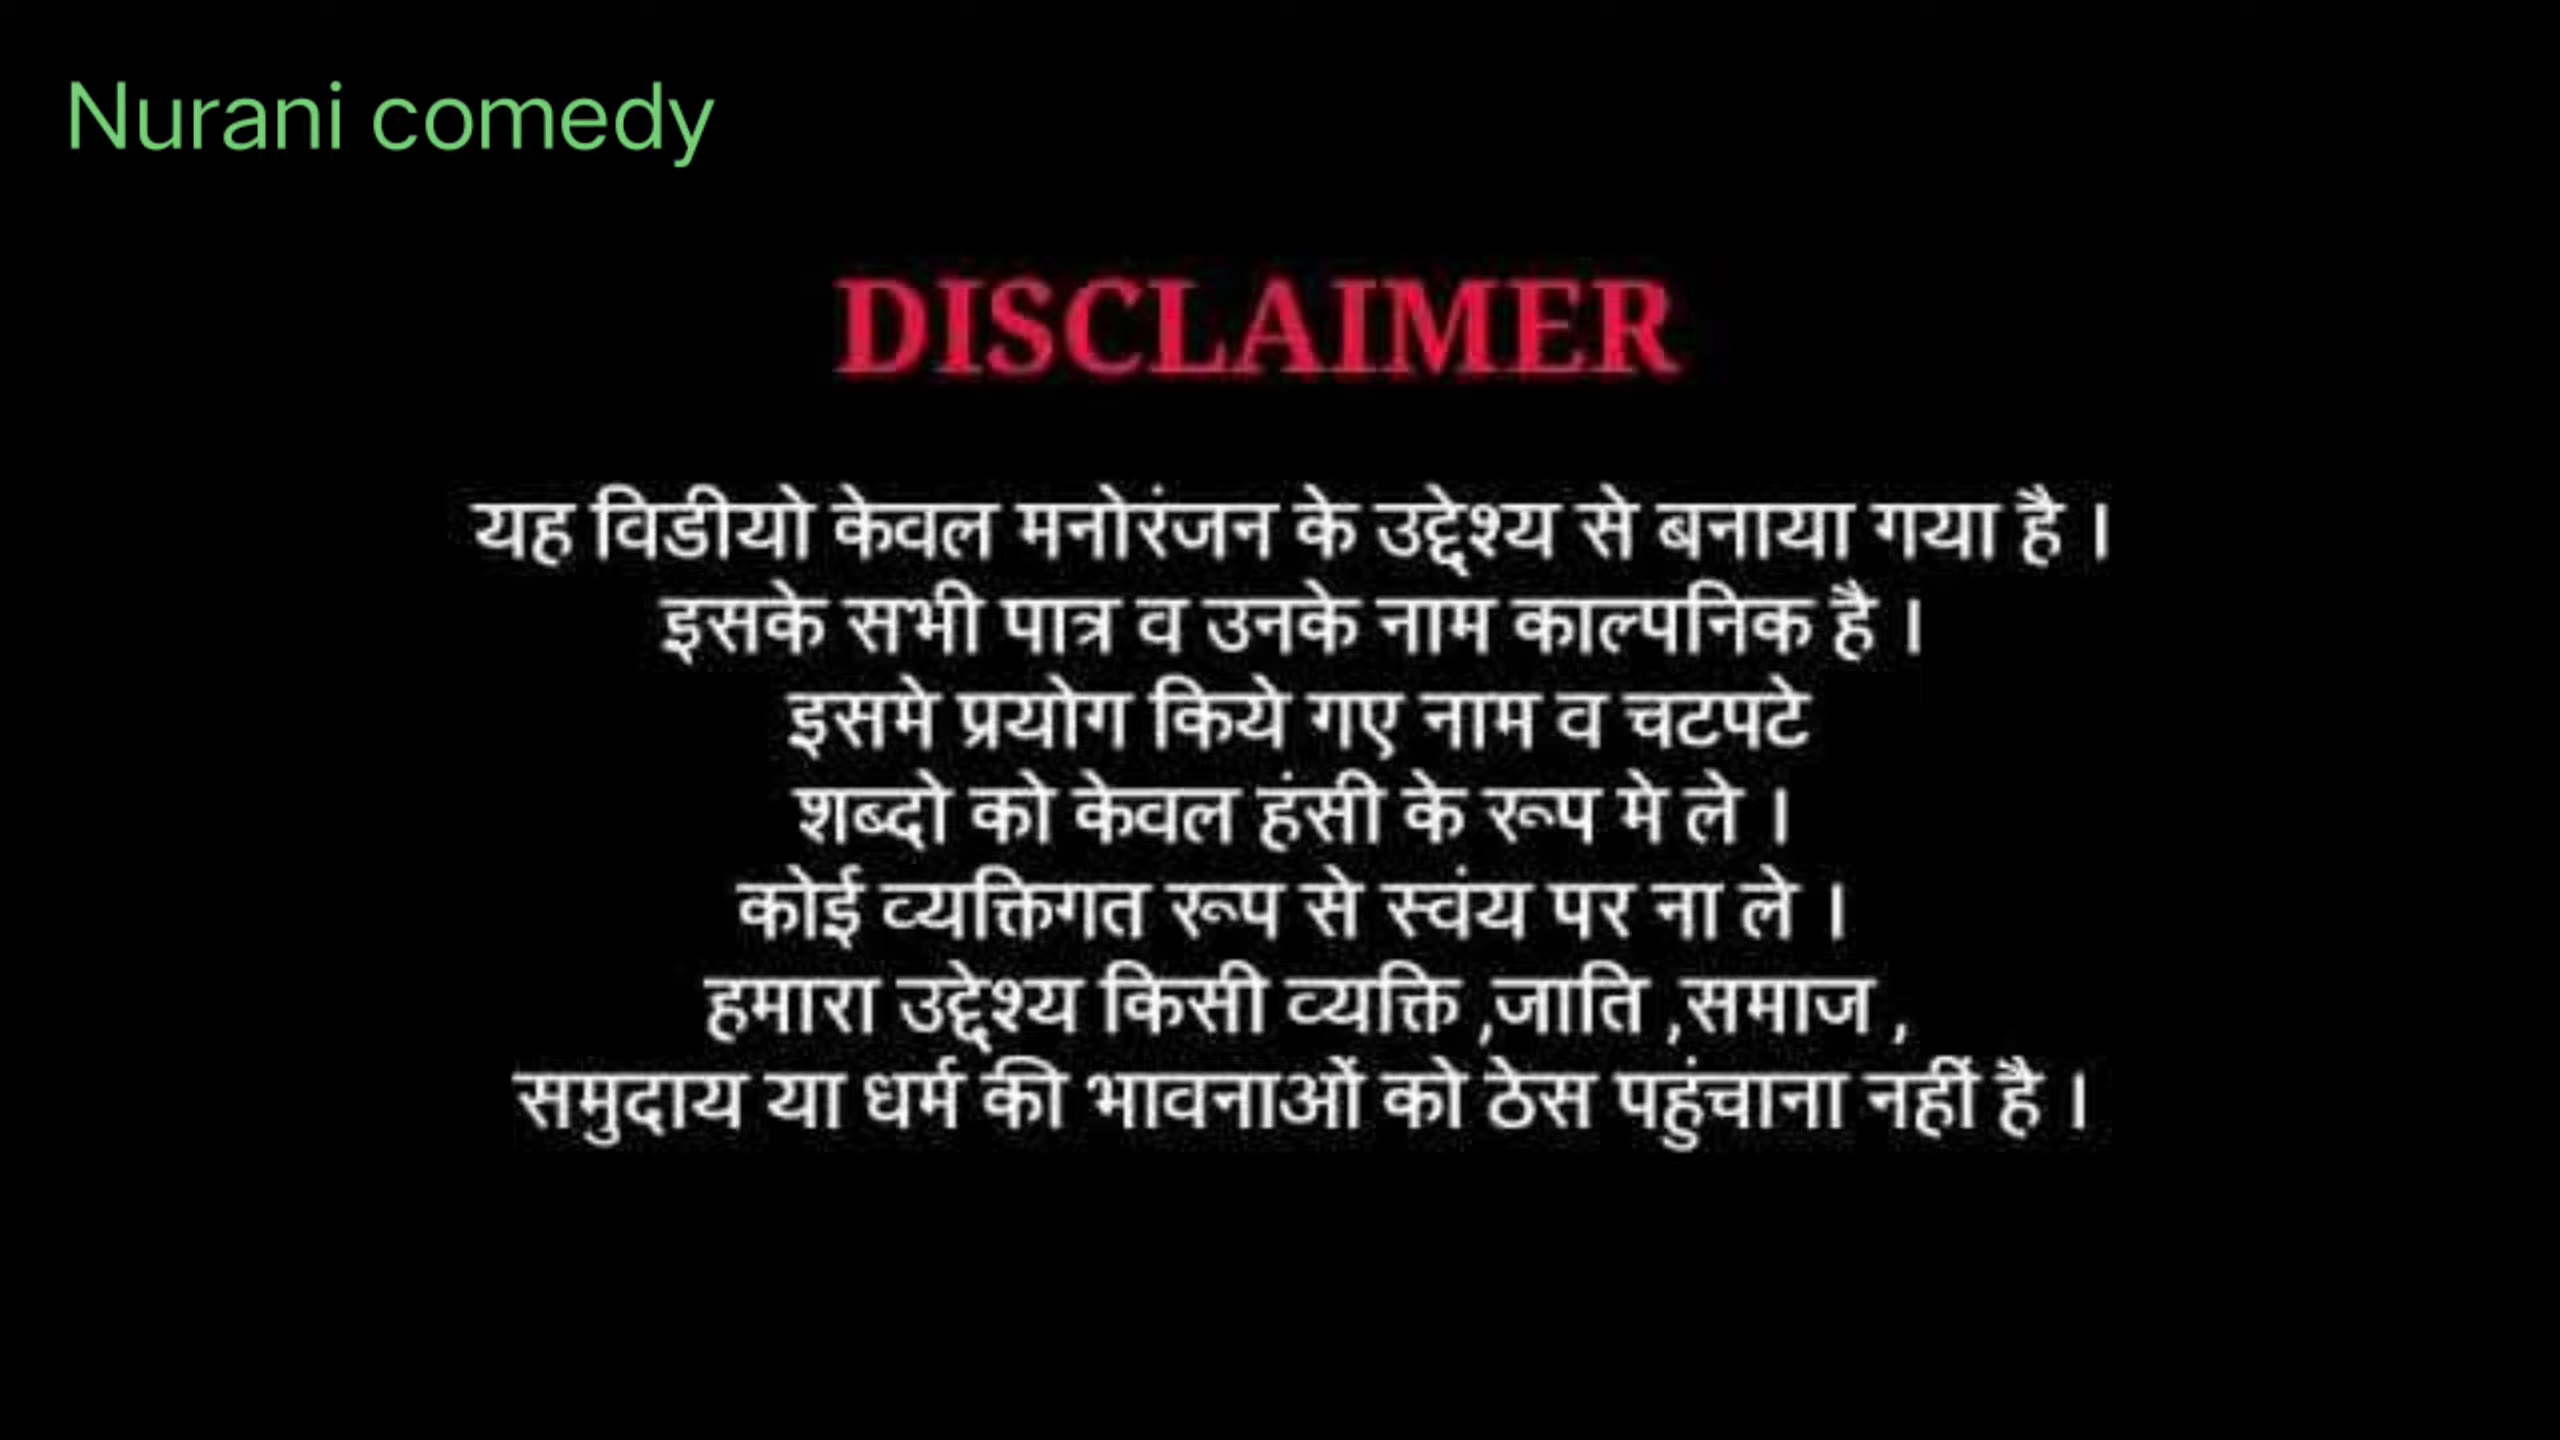 Nurani comedy
DISCLAIMER
यह विडीयो केवल मनोरंजन के उद्देश्य से बनाया गया है ।
इसके सभी पात्र व उनके नाम काल्पनिक है ।
इसमे प्रयोग किये गए नाम व चटपटे
शब्दो को केवल हंसी के रूप मे ले ।
कोई व्यक्तिगत रूप से स्वंय पर ना ले ।
हमारा उद्देश्य किसी व्यक्ति ,जाति ,समाज ,
समुदाय या धर्म की भावनाओं को ठेस पहुंचाना नहीं है ।